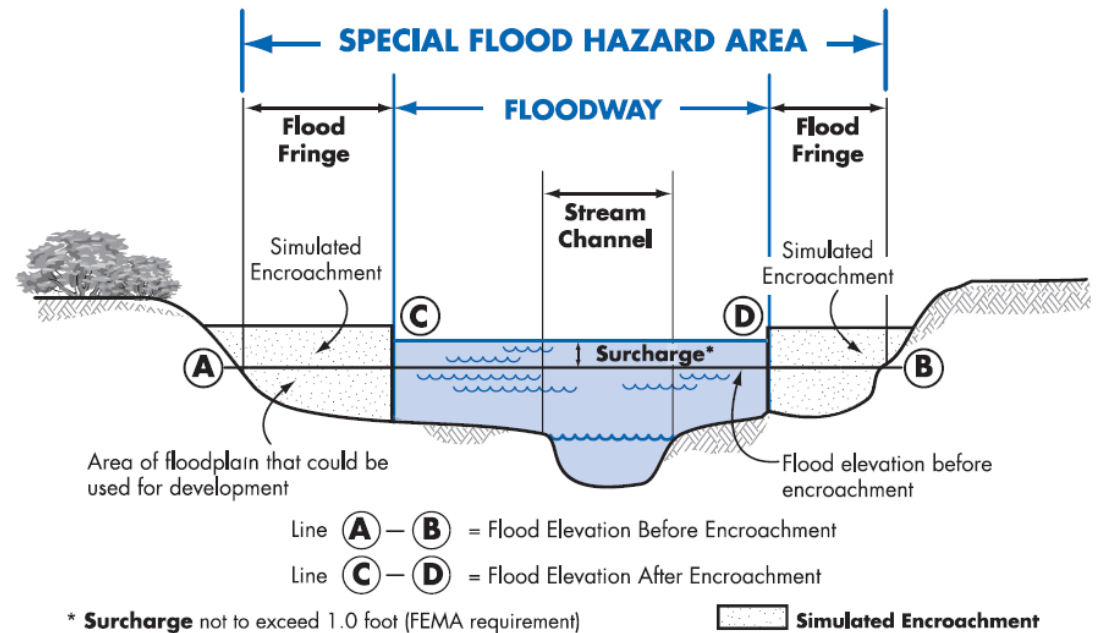 SPECIAL FLOOD HAZARD AREA
FLOODWAY
Flood
Fringe
Flood
Fringe
Stream
Channel
Simulated
Encroachment
Simulated
Encroachment
C
D
Surcharge*
A
B
Area of floodplain that could be
used for development
Flood elevation before
encroachment
Line A – B = Flood Elevation Before Encroachment
Line C – D = Flood Elevation After Encroachment
* Surcharge not to exceed 1.0 foot (FEMA requirement)
Simulated Encroachment